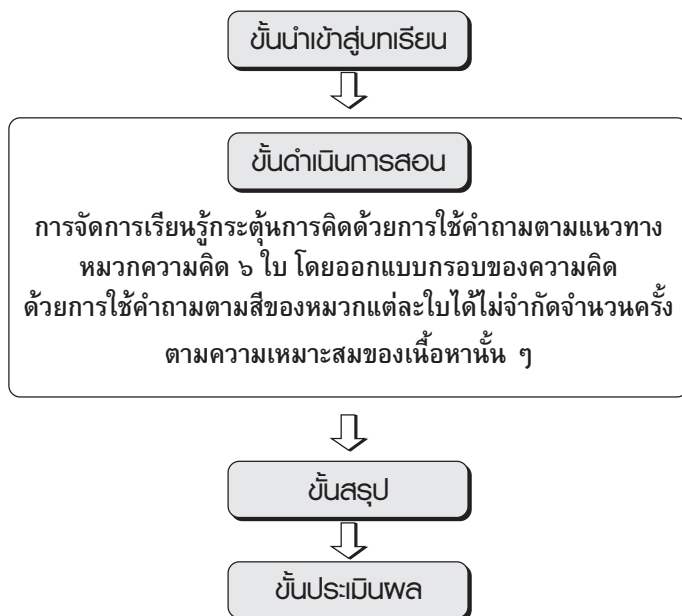 ขั้นนำเข้าสู่บทเรียน
ขั้นดำเนินการสอน
การจัดการเรียนรู้กระตุ้นการคิดด้วยการใช้คำถามตามแนวทาง
หมวกความคิด ๖ ใบ โดยออกแบบกรอบของความคิด
ด้วยการใช้คำถามตามสีของหมวกแต่ละใบได้ไม่จำกัดจำนวนครั้ง
ตามความเหมาะสมของเนื้อหานั้น ๆ
ขั้นสรุป
ขั้นประเมินผล